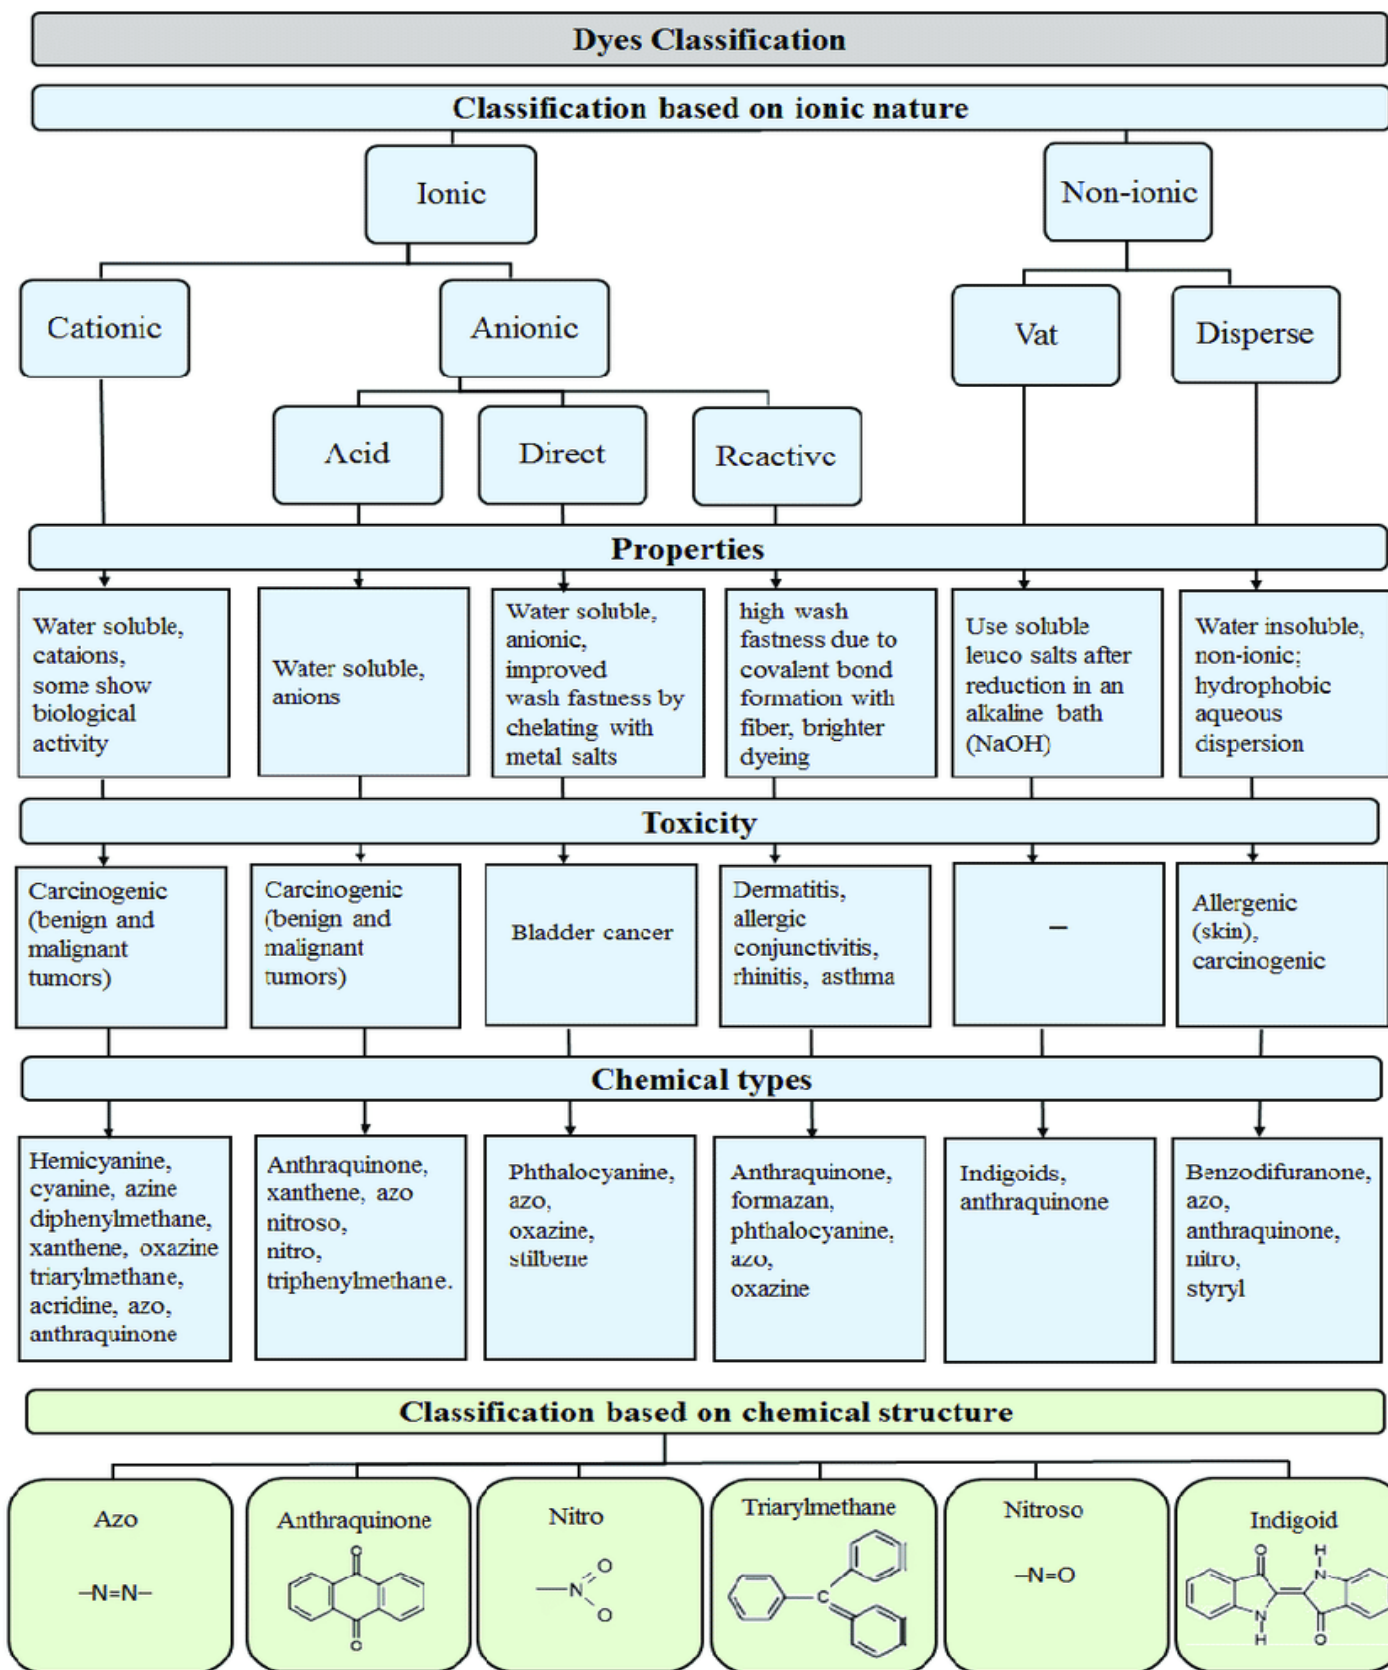 Dyes Classification
Classification based on ionic nature
Ionic
Non-ionic
Cationic
Anionic
Vat
Disperse
Acid
Direct
Reactive
Properties
Water soluble,
cataions,
some show
biological
activity
Water soluble,
anions
Water soluble,
anionic,
improved
wash fastness by
chelating with
metal salts
high wash
fastness due to
covalent bond
formation with
fiber, brighter
dyeing
Use soluble
leuco salts after
reduction in an
alkaline bath
(NaOH)
Water insoluble,
non-ionic;
hydrophobic
aqueous
dispersion
Toxicity
Carcinogenic
(benign and
malignant
tumors)
Carcinogenic
(benign and
malignant
tumors)
Bladder cancer
Dermatitis,
allergic
conjunctivitis,
rhinitis, asthma
–
Allergenic
(skin),
carcinogenic
Chemical types
Hemicyanine,
cyanine, azine
diphenylmethane,
xanthene, oxazine
triarylmethane,
acridine, azo,
anthraquinone
Anthraquinone,
xanthene, azo
nitroso,
nitro,
triphenylmethane.
Phthalocyanine,
azo,
oxazine,
stilbene
Anthraquinone,
formazan,
phthalocyanine,
azo,
oxazine
Indigoids,
anthraquinone
Benzodifuranone,
azo,
anthraquinone,
nitro,
styryl
Classification based on chemical structure
Azo
–N=N–
Anthraquinone
O
O
Nitro
N
O
O
Triarylmethane
C
Nitroso
–N=O
Indigoid
O
H
N
N
H
O